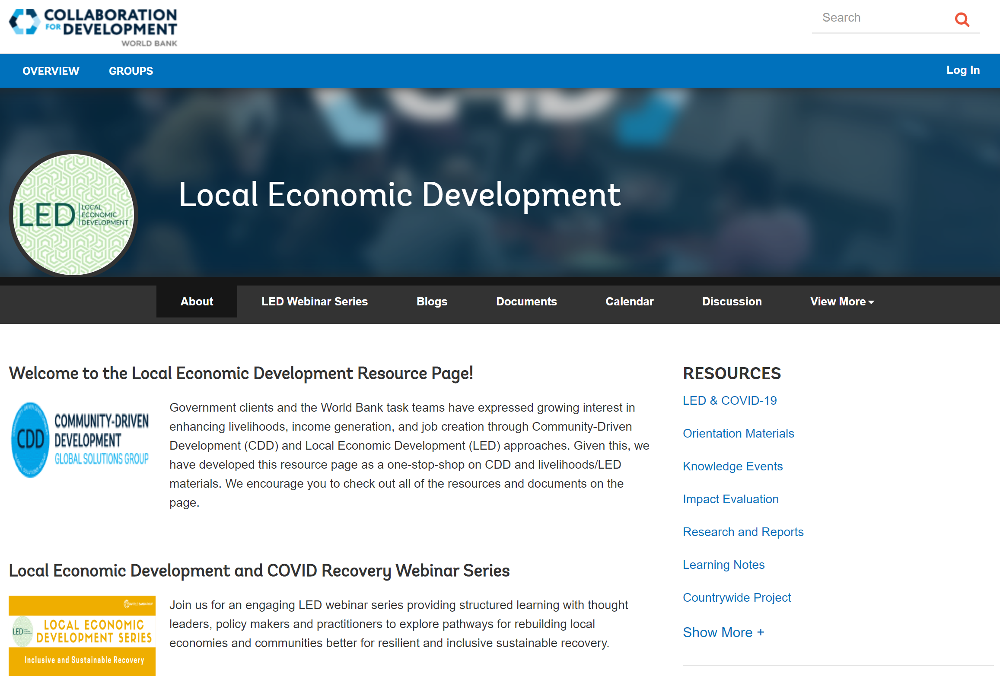 COLLABORATION
FOR DEVELOPMENT
WORLD BANK
Search
OVERVIEW
GROUPS
Log In
LED
LOCAL
ECONOMIC
DEVELOPMENT
Local Economic Development
About
LED Webinar Series
Blogs
Documents
Calendar
Discussion
View More
Welcome to the Local Economic Development Resource Page!
CDD
COMMUNITY-DRIVEN
DEVELOPMENT
GLOBAL SOLUTIONS GROUP
COMMUNITY-DRIVEN DEVELOPMENT
GLOBAL SOLUTIONS GROUP
Government clients and the World Bank task teams have expressed growing interest in
enhancing livelihoods, income generation, and job creation through Community-Driven
Development (CDD) and Local Economic Development (LED) approaches. Given this, we
have developed this resource page as a one-stop-shop on CDD and livelihoods/LED
materials. We encourage you to check out all of the resources and documents on the
page.
Local Economic Development and COVID Recovery Webinar Series
WORLD BANK GROUP
LED
LOCAL ECONOMIC
DEVELOPMENT SERIES
Inclusive and Sustainable Recovery
Join us for an engaging LED webinar series providing structured learning with thought
leaders, policy makers and practitioners to explore pathways for rebuilding local
economies and communities better for resilient and inclusive sustainable recovery.
RESOURCES
LED & COVID-19
Orientation Materials
Knowledge Events
Impact Evaluation
Research and Reports
Learning Notes
Countrywide Project
Show More +